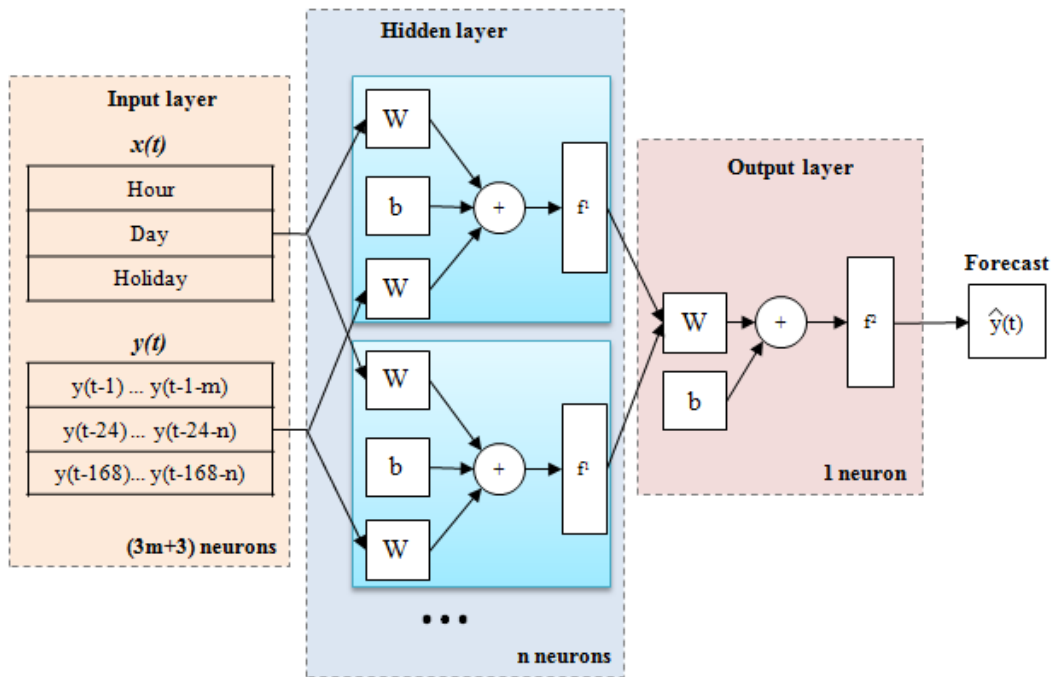 Input layer
x(t)
Hour
Day
Holiday
y(t)
y(t-1) ... y(t-1-m)
y(t-24) ... y(t-24-n)
y(t-168)... y(t-168-n)
(3m+3) neurons
Hidden layer
W
b
W
+
f¹
W
b
W
+
f¹
...
n neurons
Output layer
W
b
+
f²
1 neuron
Forecast
ŷ(t)